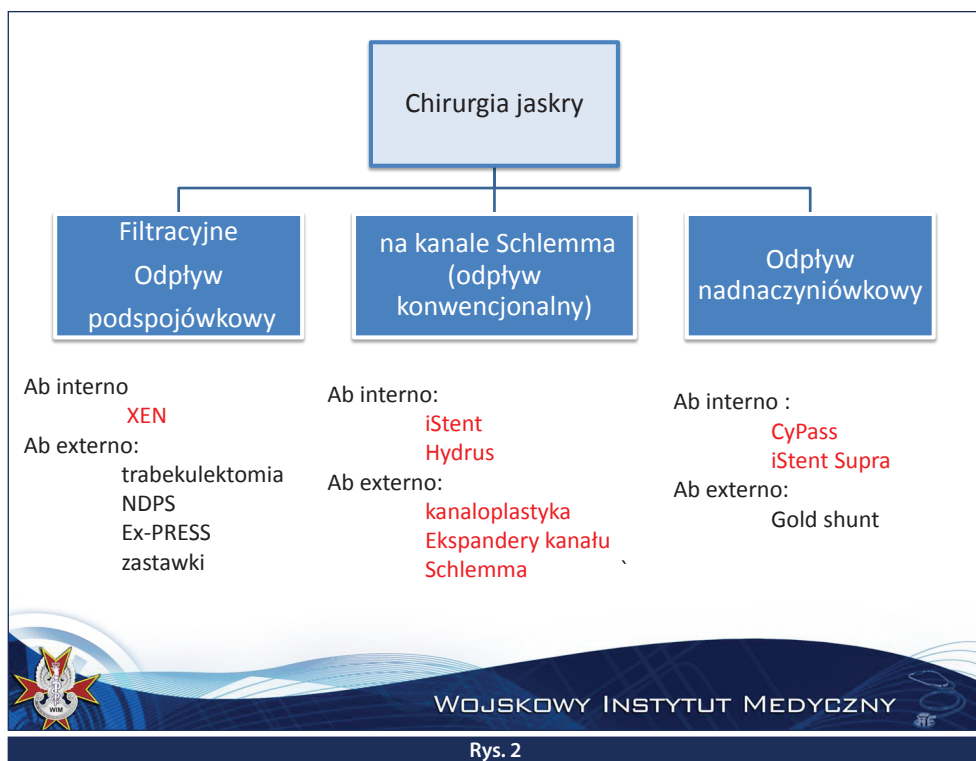 Chirurgia jaskry
Filtracyjne
Odpływ
podspojówkowy
na kanale Schlemma
(odpływ
konwencjonalny)
Odpływ
nadnaczyniówkowy
Ab interno
XEN
Ab externo:
trabekulektomia
NDPS
Ex-PRESS
zastawki
Ab interno:
iStent
Hydrus
Ab externo:
kanaloplastyka
Ekspandery kanału
Schlemma `
Ab interno :
CyPass
iStent Supra
Ab externo:
Gold shunt
WIM
WOJSKOWY INSTYTUT MEDYCZNY
Rys. 2